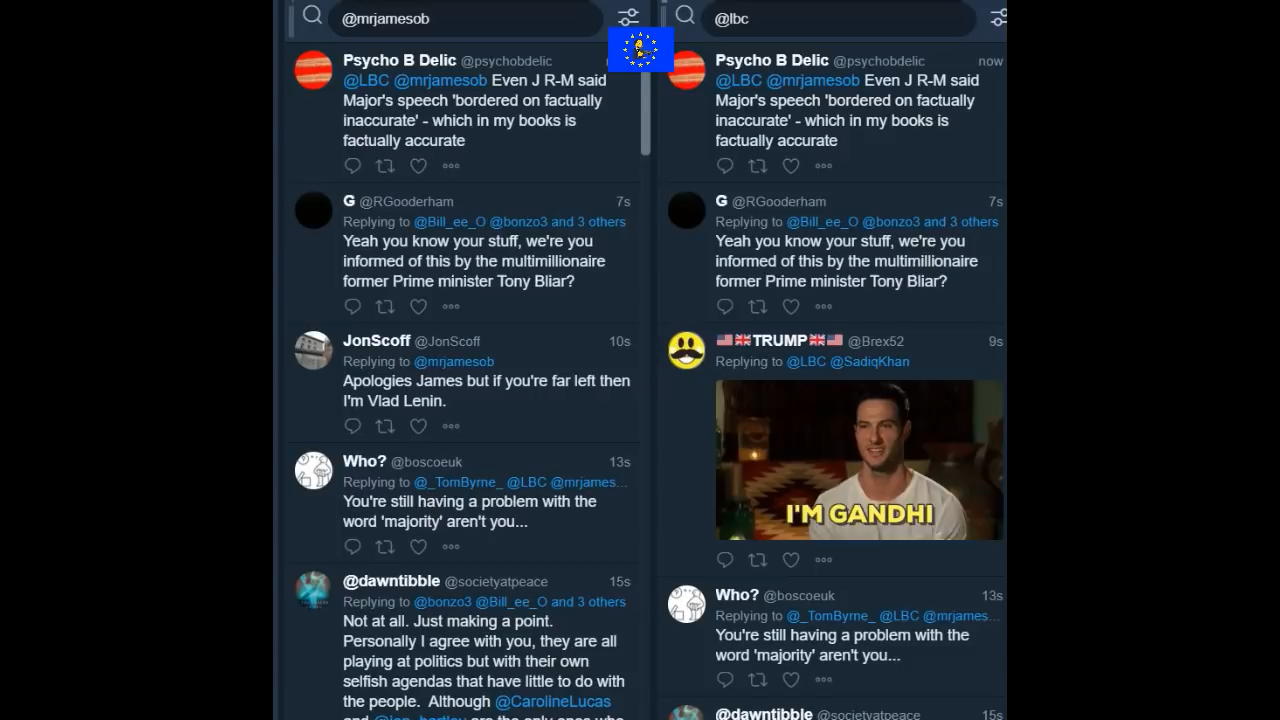 @mrjamesob
Psycho B Delic @psychobdelic
@LBC @mrjamesob Even J R-M said
Major's speech 'bordered on factually
inaccurate' - which in my books is
factually accurate
G @RGooderham 7s
Replying to @Bill_ee_O @bonzo3 and 3 others
Yeah you know your stuff, we're you
informed of this by the multimillionaire
former Prime minister Tony Bliar?
JonScoff @JonScoff 10s
Replying to @mrjamesob
Apologies James but if you're far left then
I'm Vlad Lenin.
Who? @boscoeuk 13s
Replying to @_TomByrne_ @LBC @mrjames...
You're still having a problem with the
word 'majority' aren't you...
@dawntibble @societyatpeace 15s
Replying to @bonzo3 @Bill_ee_O and 3 others
Not at all. Just making a point.
Personally I agree with you, they are all
playing at politics but with their own
selfish agendas that have little to do with
the people. Although @CarolineLucas
@lbc
Psycho B Delic @psychobdelic now
@LBC @mrjamesob Even J R-M said
Major's speech 'bordered on factually
inaccurate' - which in my books is
factually accurate
G @RGooderham 7s
Replying to @Bill_ee_O @bonzo3 and 3 others
Yeah you know your stuff, we're you
informed of this by the multimillionaire
former Prime minister Tony Bliar?
TRUMP @Brex52 9s
Replying to @LBC @SadiqKhan
I'M GANDHI
Who? @boscoeuk 13s
Replying to @_TomByrne_ @LBC @mrjames...
You're still having a problem with the
word 'majority' aren't you...
@dawntibble @societyatpeace 15s